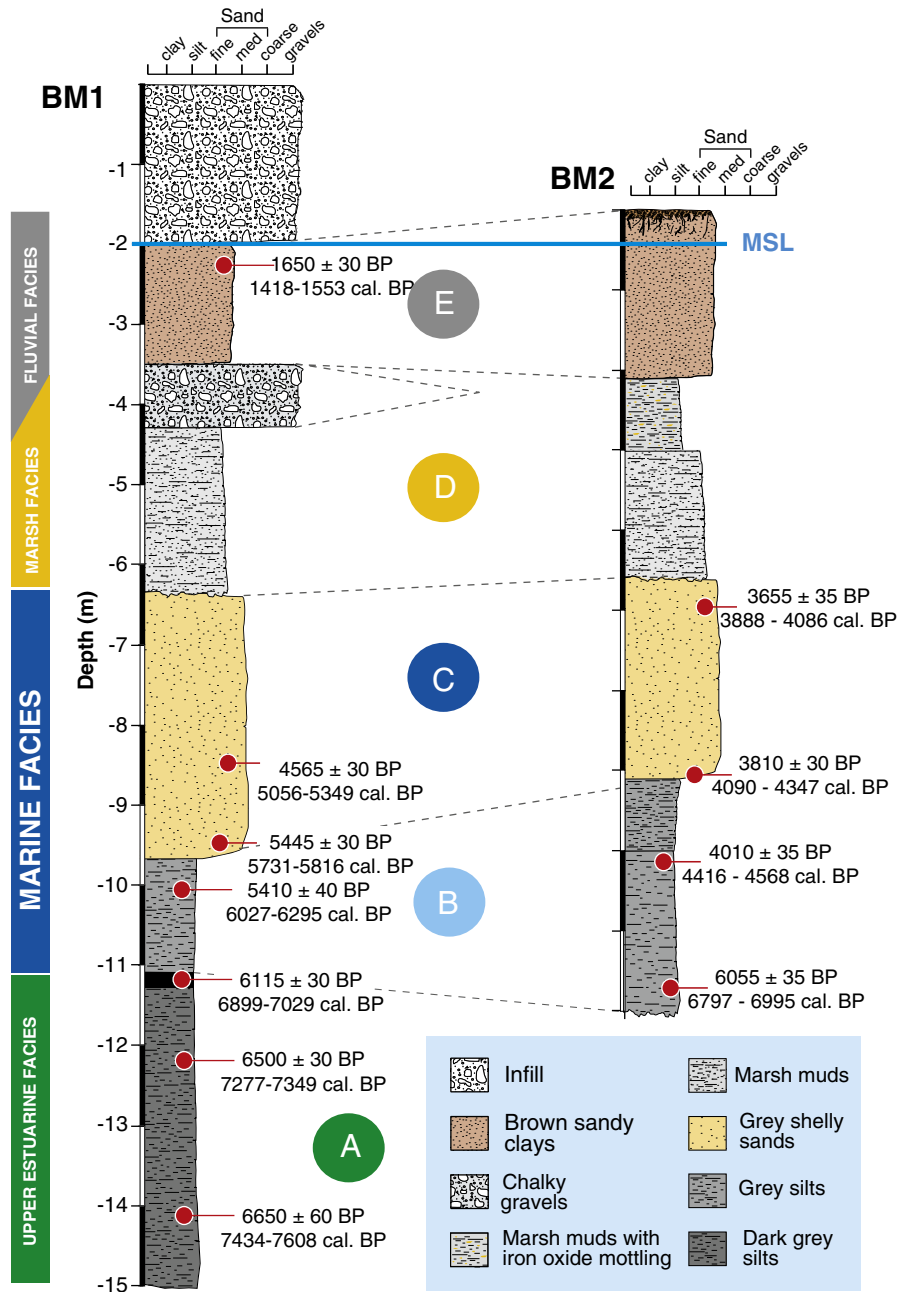 Sand
clay
silt
fine
med
coarse
gravels
BM1
-1
-2
-3
-4
-5
-6
-7
-8
-9
-10
-11
-12
-13
-14
-15
Depth (m)
FLUVIAL FACIES
MARSH FACIES
MARINE FACIES
UPPER ESTUARINE FACIES
1650 ± 30 BP
1418-1553 cal. BP
4565 ± 30 BP
5056-5349 cal. BP
5445 ± 30 BP
5731-5816 cal. BP
5410 ± 40 BP
6027-6295 cal. BP
6115 ± 30 BP
6899-7029 cal. BP
6500 ± 30 BP
7277-7349 cal. BP
6650 ± 60 BP
7434-7608 cal. BP
E
D
C
B
A
Sand
clay
silt
fine
med
coarse
gravels
BM2
MSL
3655 ± 35 BP
3888 - 4086 cal. BP
3810 ± 30 BP
4090 - 4347 cal. BP
4010 ± 35 BP
4416 - 4568 cal. BP
6055 ± 35 BP
6797 - 6995 cal. BP
Infill
Brown sandy
clays
Chalky
gravels
Marsh muds with
iron oxide mottling
Marsh muds
Grey shelly
sands
Grey silts
Dark grey
silts